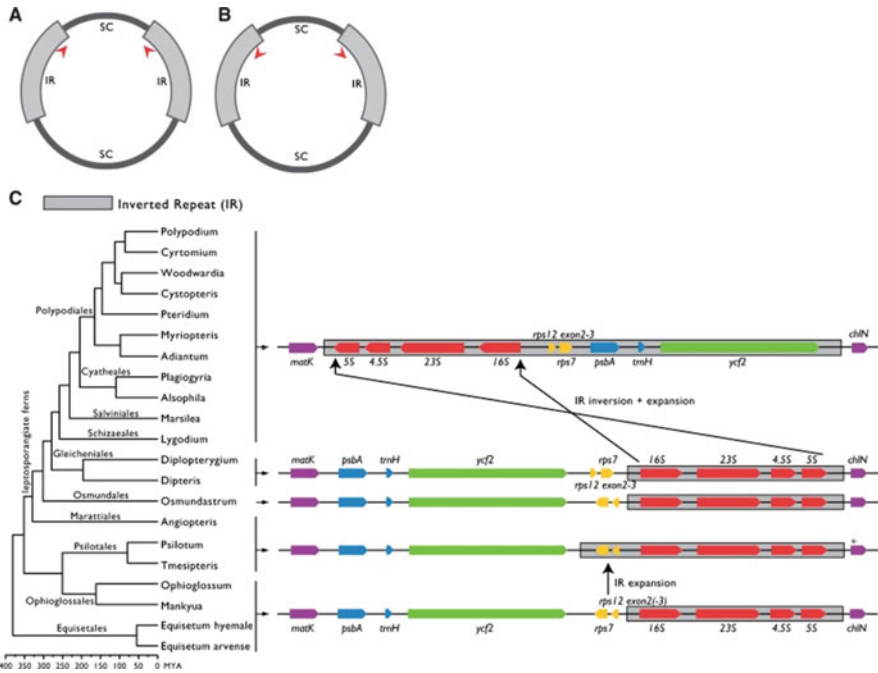 A
B
SC
SC
IR
IR
IR
IR
SC
SC
C
Inverted Repeat (IR)
Polypodium
Cyrtomium
Woodwardia
Cystopteris
Polypodiales
Pteridium
Myriopteris
Adiantum
Cyatheales
Plagiogyria
Alsophila
Salviniales
Marsilea
Schizaeales
Lygodium
leptosporangiate ferns
Gleicheniales
Diplopterygium
Dipteris
Osmundales
Osmundastrum
Marattiales
Angiopteris
Psilotales
Psilotum
Tmesipteris
Ophioglossum
Ophioglossales
Mankyua
Equisetales
Equisetum hyemale
Equisetum arvense
400 350 300 250 200 150 100 50 0 MYA
rps12 exon2-3
chlN
matK
5S
4.5S
23S
16S
rps7
psbA
trnH
ycf2
IR inversion + expansion
matK
psbA
trnH
ycf2
rps7
16S
23S
4.5S
5S
chlN
rps12 exon2-3
*
IR expansion
rps12 exon2(-3)
matK
psbA
trnH
ycf2
rps7
16S
23S
4.5S
5S
chlN